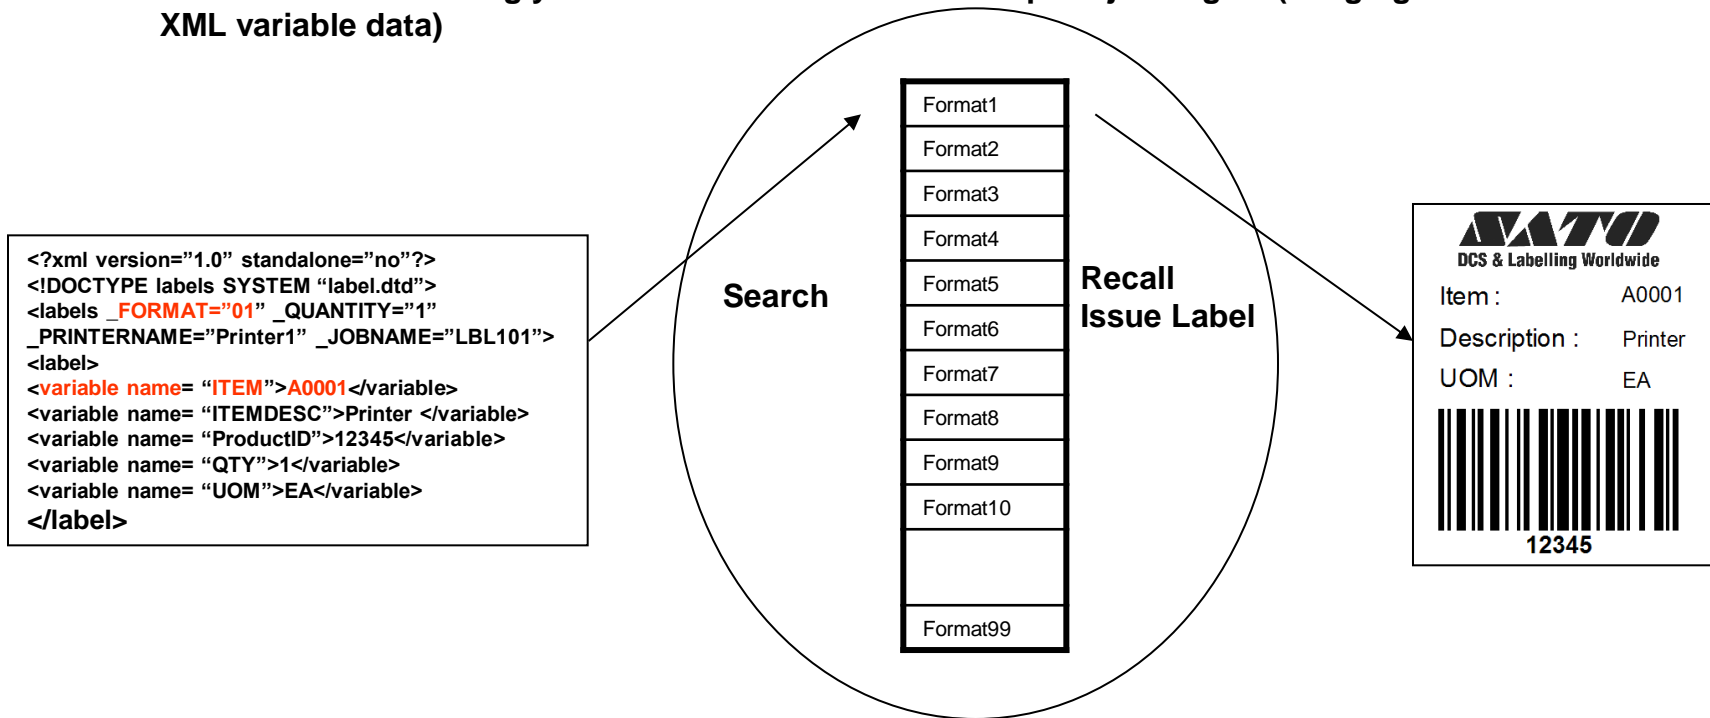 XML variable data)
<?xml version=”1.0” standalone=”no”?>
<!DOCTYPE labels SYSTEM “label.dtd”>
<labels _FORMAT=”01” _QUANTITY=”1”
_PRINTERNAME=”Printer1” _JOBNAME=”LBL101”>
<label>
<variable name= “ITEM”>A0001</variable>
<variable name= “ITEMDESC”>Printer </variable>
<variable name= “ProductID”>12345</variable>
<variable name= “QTY”>1</variable>
<variable name= “UOM”>EA</variable>
</label>
Search
Format1
Format2
Format3
Format4
Format5
Format6
Format7
Format8
Format9
Format10
Format99
Recall
Issue Label
SATO
DCS & Labelling Worldwide
Item : A0001
Description : Printer
UOM : EA
12345